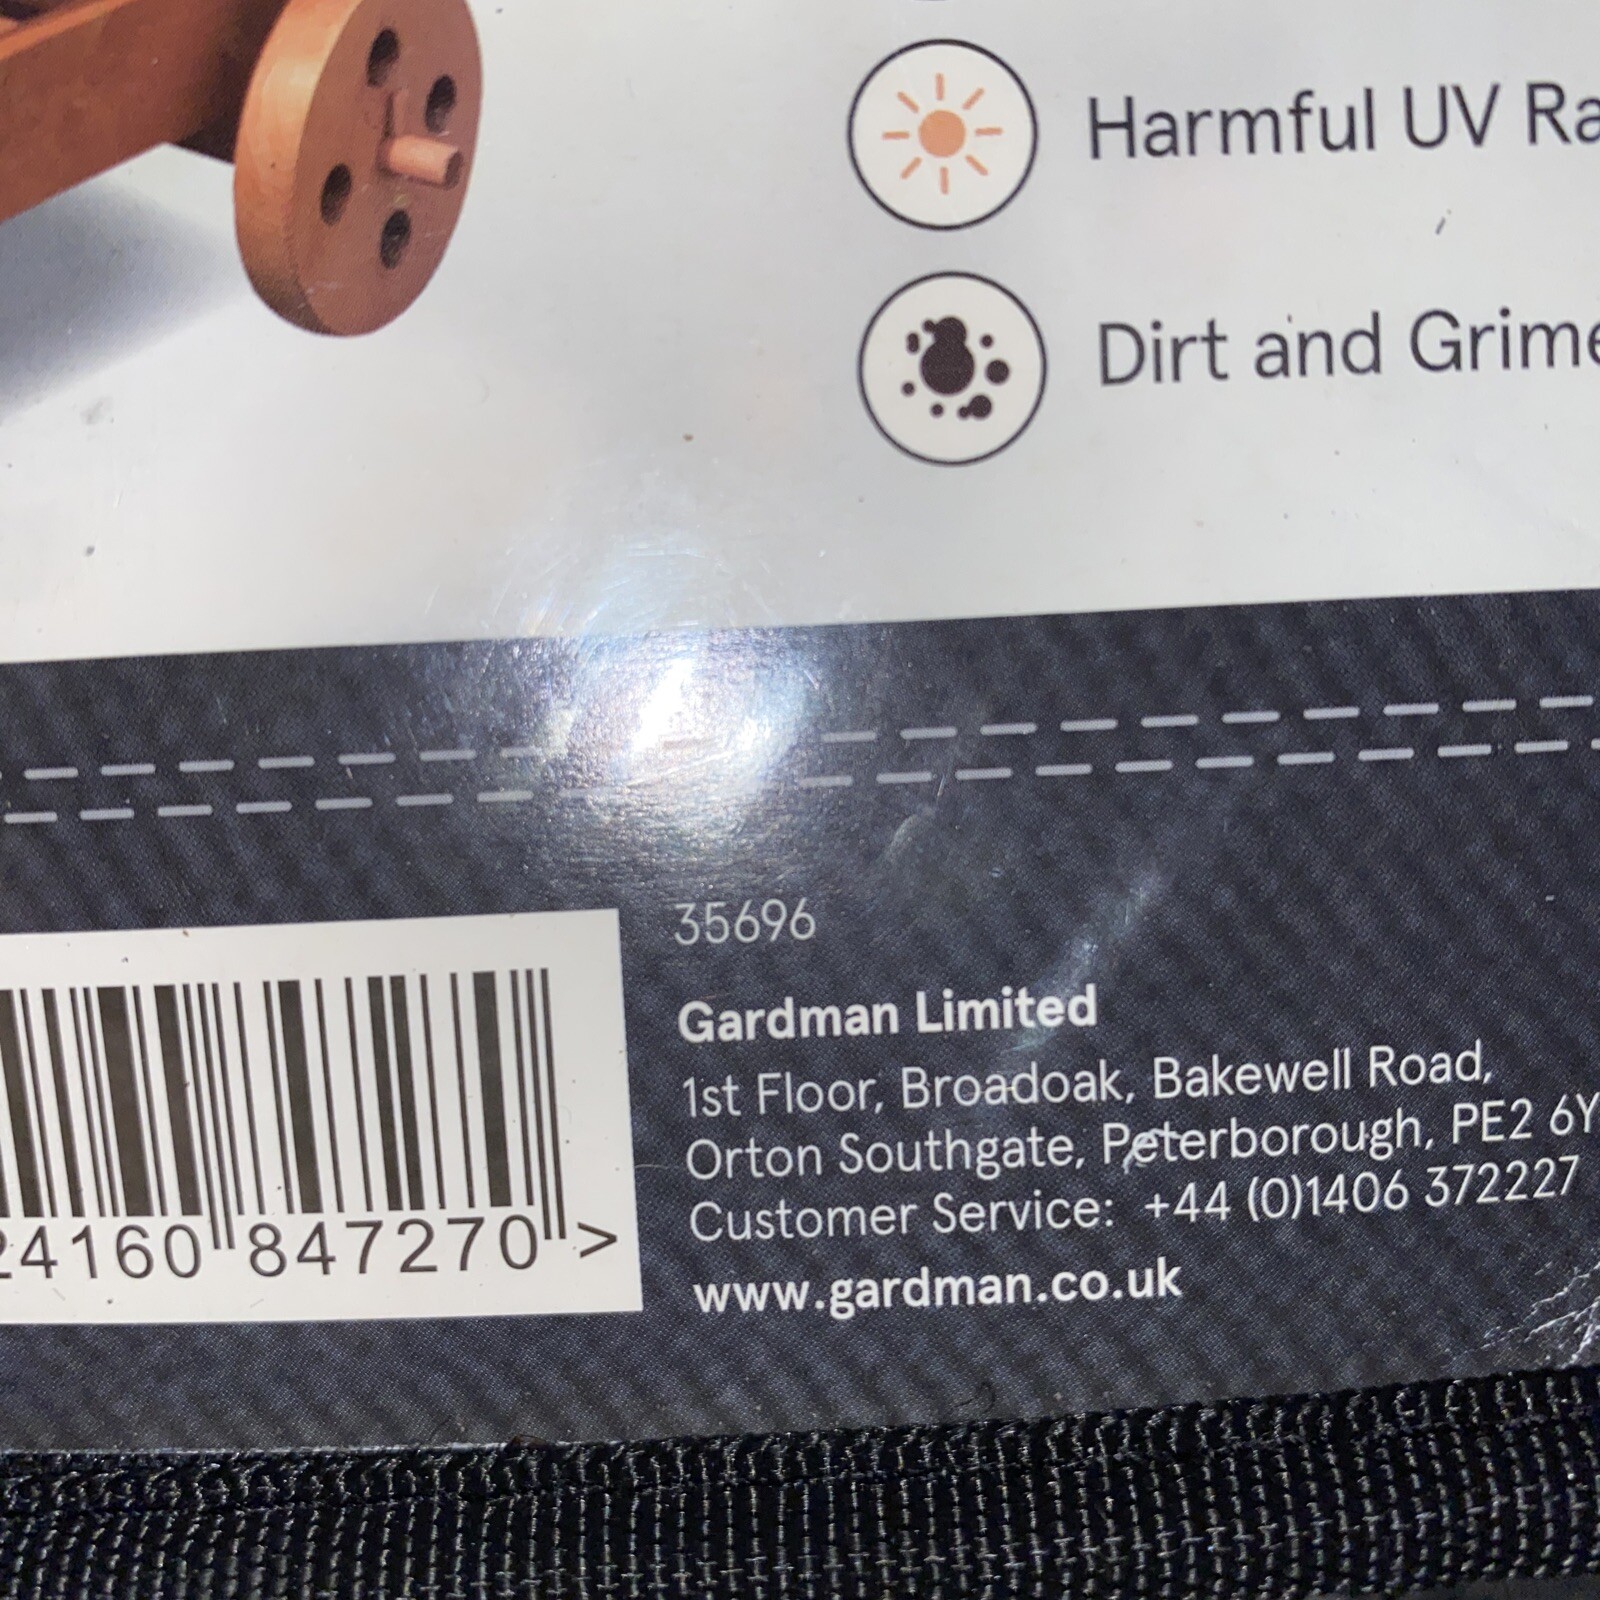 Harmful UV Ra
Dirt and Grime
35696
Gardman Limited
1st Floor, Broadoak, Bakewell Road,
Orton Southgate, Peterborough, PE2 6Y
Customer Service: +44 (0)1406 372227
www.gardman.co.uk
24160 847270 >